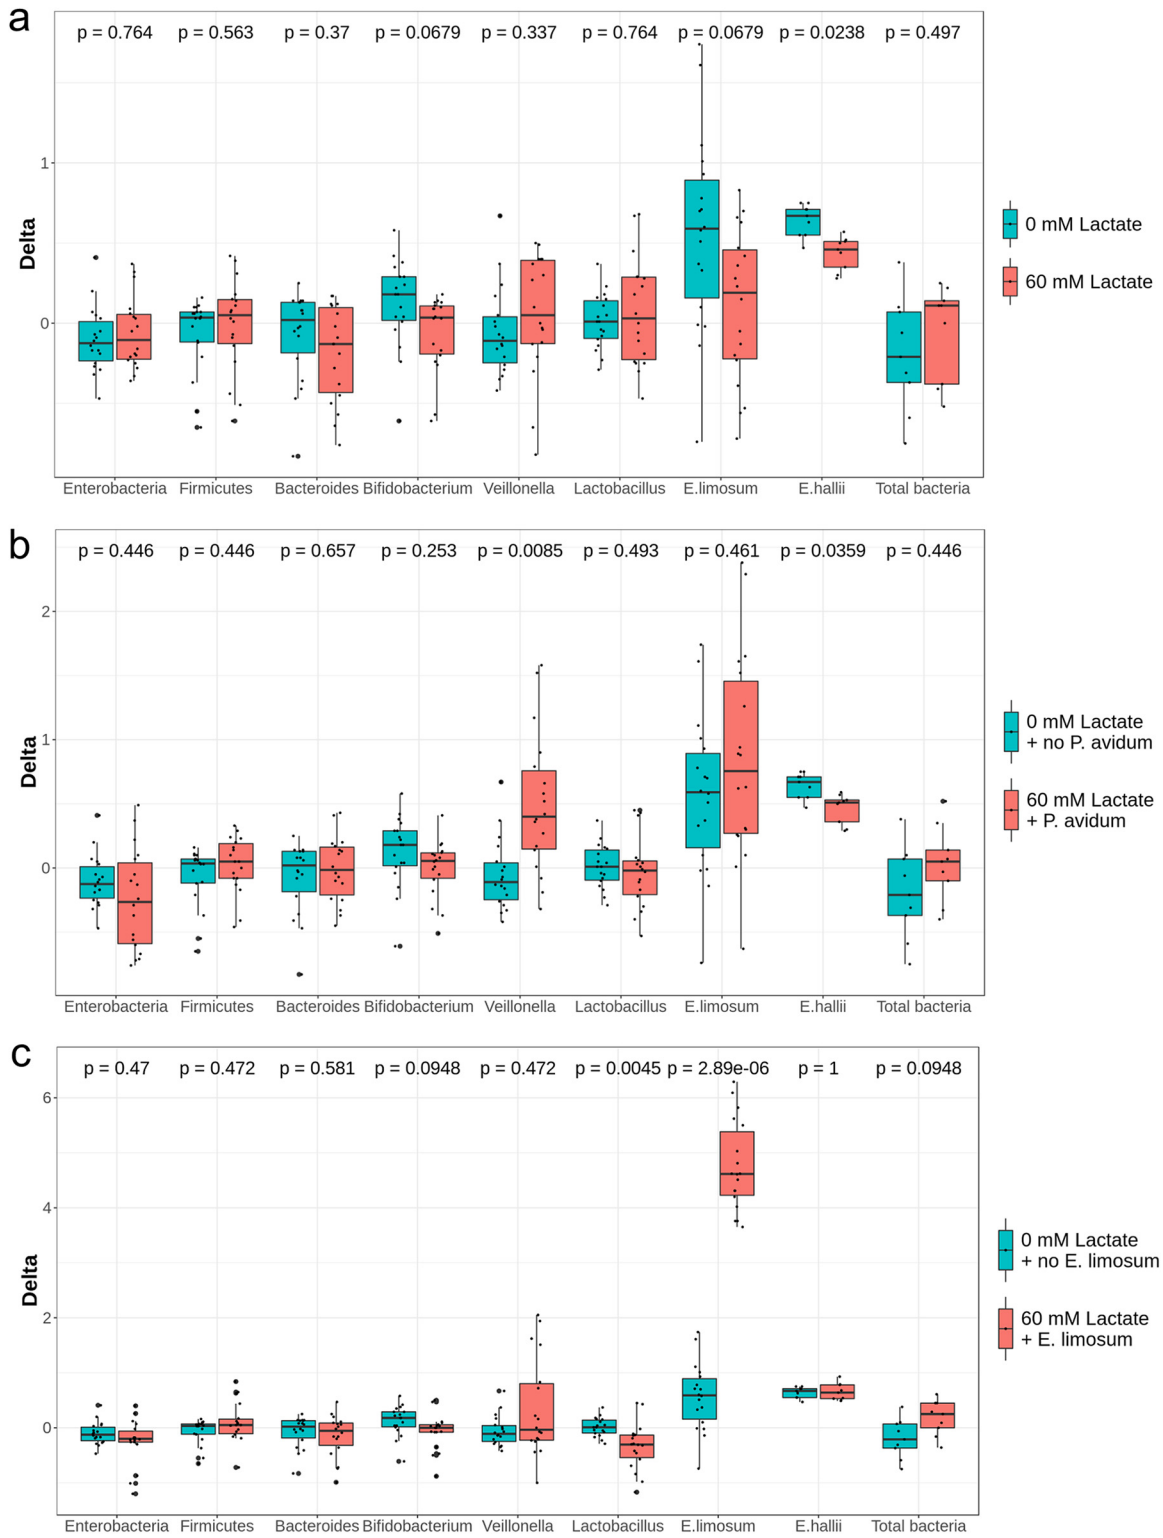 a
p = 0.764 p = 0.563 p = 0.37 p = 0.0679 p = 0.337 p = 0.764 p = 0.0679 p = 0.0238 p = 0.497
1
0
Delta
0 mM Lactate
60 mM Lactate
Enterobacteria Firmicutes Bacteroides Bifidobacterium Veillonella Lactobacillus E.limosum E.hallii Total bacteria
b
p = 0.446 p = 0.446 p = 0.657 p = 0.253 p = 0.0085 p = 0.493 p = 0.461 p = 0.0359 p = 0.446
2
1
0
Delta
0 mM Lactate
+ no P. avidum
60 mM Lactate
+ P. avidum
Enterobacteria Firmicutes Bacteroides Bifidobacterium Veillonella Lactobacillus E.limosum E.hallii Total bacteria
c
p = 0.47 p = 0.472 p = 0.581 p = 0.0948 p = 0.472 p = 0.0045 p = 2.89e-06 p = 1 p = 0.0948
6
4
2
0
Delta
0 mM Lactate
+ no E. limosum
60 mM Lactate
+ E. limosum
Enterobacteria Firmicutes Bacteroides Bifidobacterium Veillonella Lactobacillus E.limosum E.hallii Total bacteria